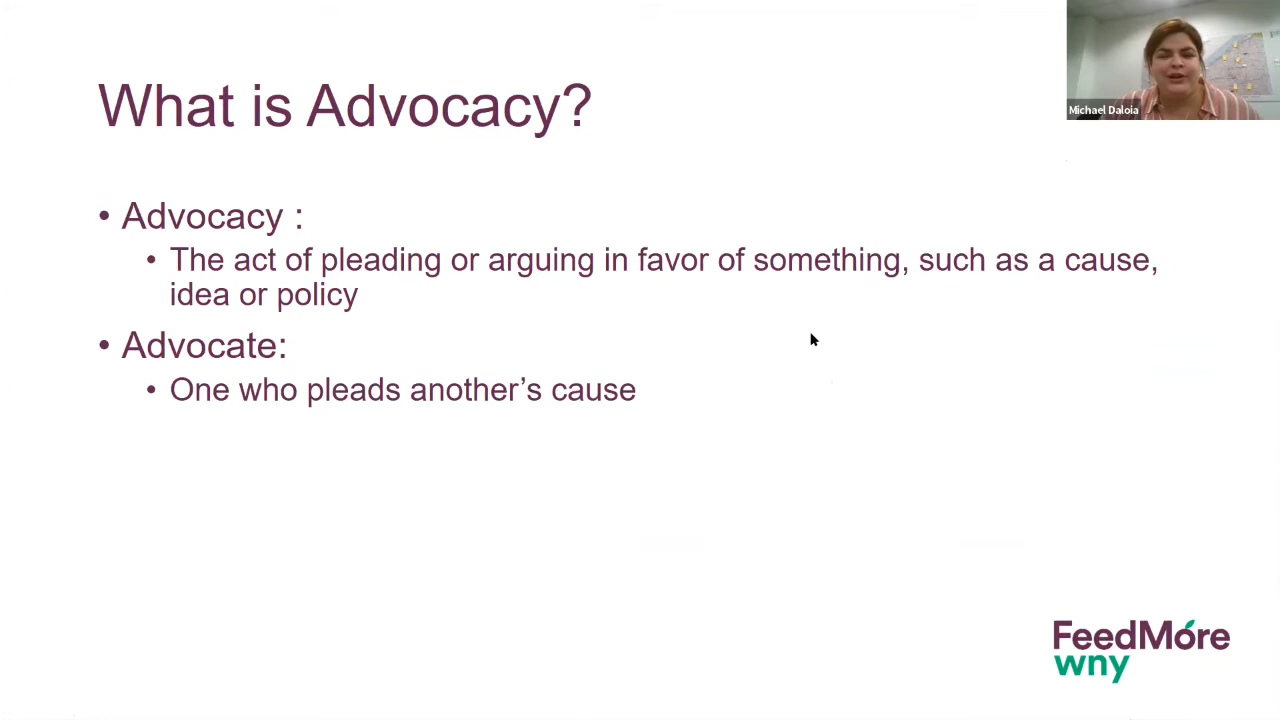 What is Advocacy?
Michael Daloia
• Advocacy :
• The act of pleading or arguing in favor of something, such as a cause,
idea or policy
• Advocate:
• One who pleads another’s cause
FeedMore
wny